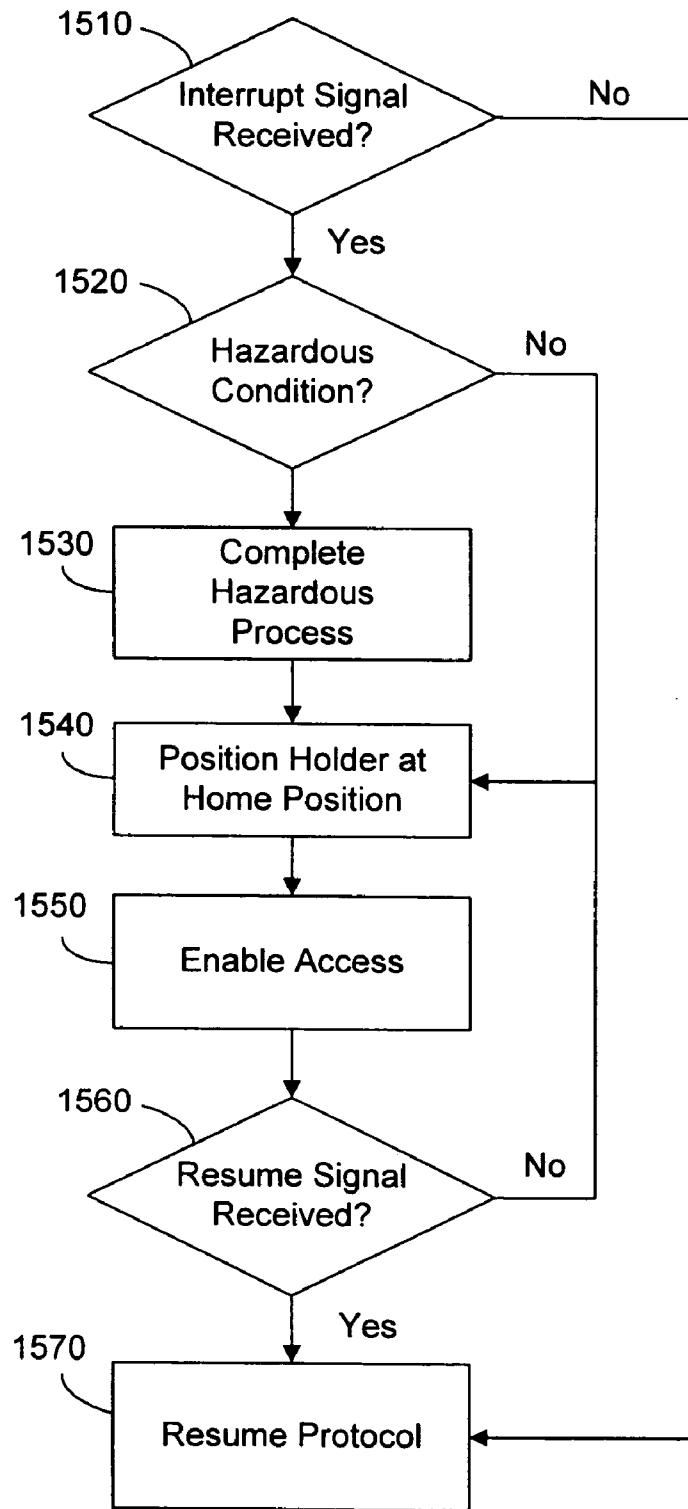 1510
Interrupt Signal
Received?
No
Yes
1520
Hazardous
Condition?
No
1530
Complete
Hazardous
Process
1540
Position Holder at
Home Position
1550
Enable Access
1560
Resume Signal
Received?
No
Yes
1570
Resume Protocol